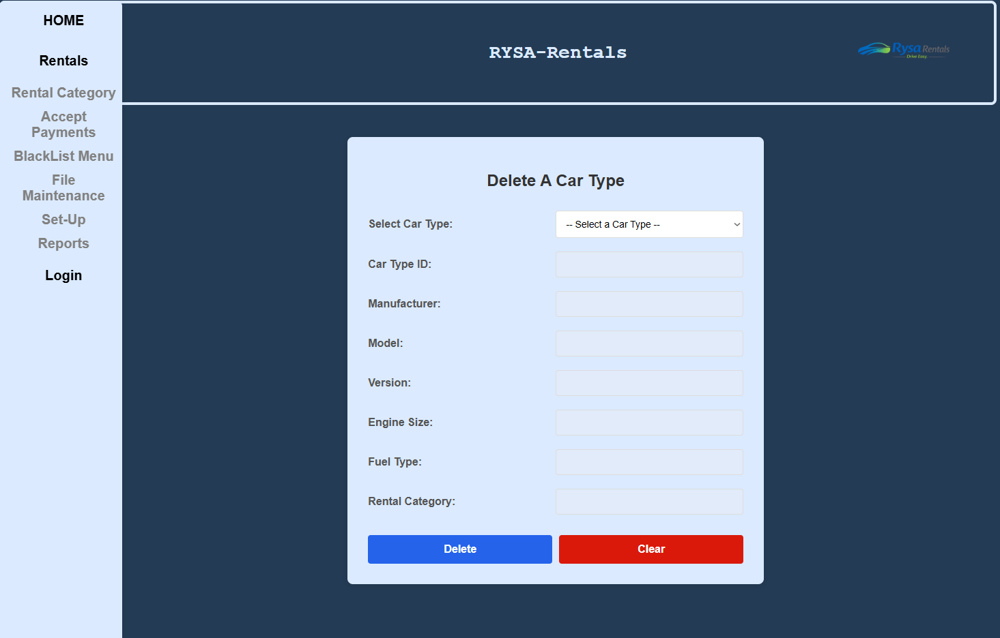 HOME
Rentals
Rental Category
Accept
Payments
BlackList Menu
File
Maintenance
Set-Up
Reports
Login
RYSA-Rentals
Rysa Rentals
Drive Easy.
Delete A Car Type
Select Car Type:
-- Select a Car Type --
Car Type ID:
Manufacturer:
Model:
Version:
Engine Size:
Fuel Type:
Rental Category:
Delete
Clear